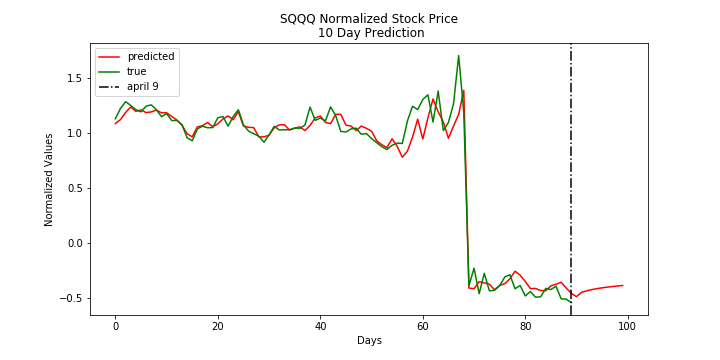 SQQQ Normalized Stock Price
10 Day Prediction
predicted
true
april 9
Normalized Values
1.5
1.0
0.5
0.0
−0.5
0 20 40 60 80 100
Days